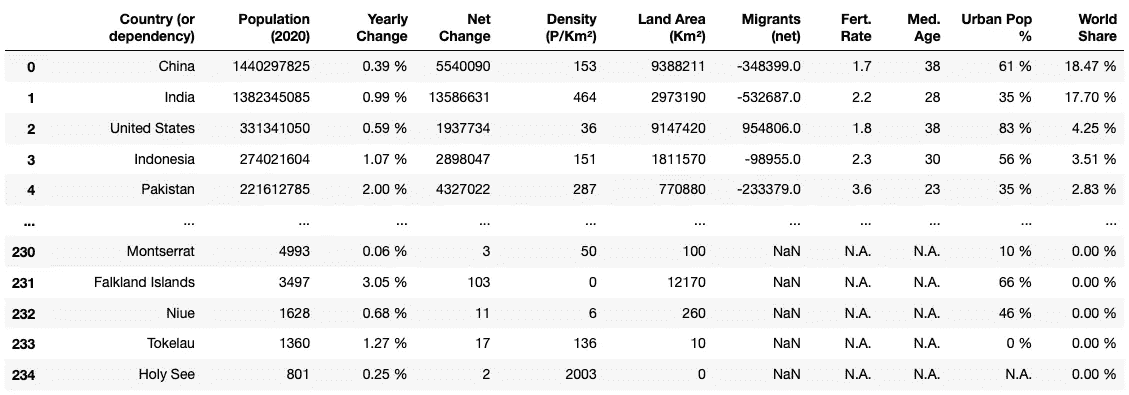 Country (or dependency) Population (2020) Yearly Change Net Change Density (P/Km²) Land Area (Km²) Migrants (net) Fert. Rate Med. Age Urban Pop % World Share
0 China 1440297825 0.39 % 5540090 153 9388211 -348399.0 1.7 38 61 % 18.47 %
1 India 1382345085 0.99 % 13586631 464 2973190 -532687.0 2.2 28 35 % 17.70 %
2 United States 331341050 0.59 % 1937734 36 9147420 954806.0 1.8 38 83 % 4.25 %
3 Indonesia 274021604 1.07 % 2898047 151 1811570 -98955.0 2.3 30 56 % 3.51 %
4 Pakistan 221612785 2.00 % 4327022 287 770880 -233379.0 3.6 23 35 % 2.83 %
... ... ... ... ... ... ... ... ... ... ... ...
230 Montserrat 4993 0.06 % 3 50 100 NaN N.A. N.A. 10 % 0.00 %
231 Falkland Islands 3497 3.05 % 103 0 12170 NaN N.A. N.A. 66 % 0.00 %
232 Niue 1628 0.68 % 11 6 260 NaN N.A. N.A. 46 % 0.00 %
233 Tokelau 1360 1.27 % 17 136 10 NaN N.A. N.A. 0 % 0.00 %
234 Holy See 801 0.25 % 2 2003 0 NaN N.A. N.A. N.A. 0.00 %